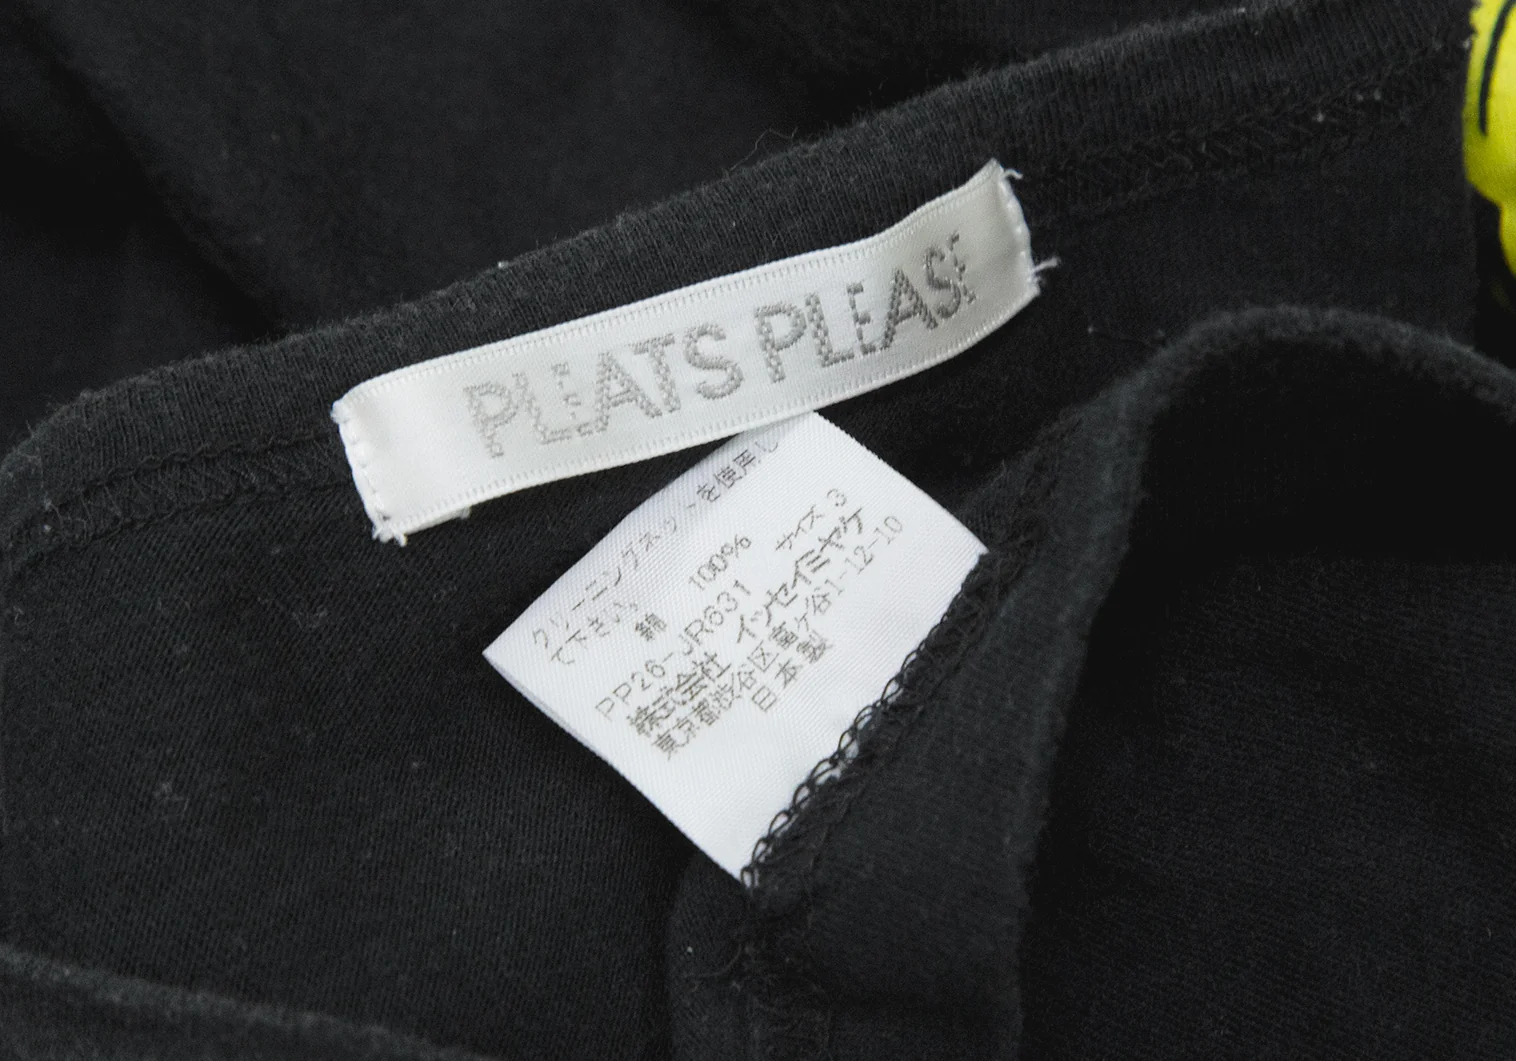 PLEATS PLEASE
クリーニングネットを使用し
て下さい。
綿 100% サイズ 3
PP26-JR631
株式会社 イッセイミヤケ
東京都渋谷区富ヶ谷1-12-10
日本製